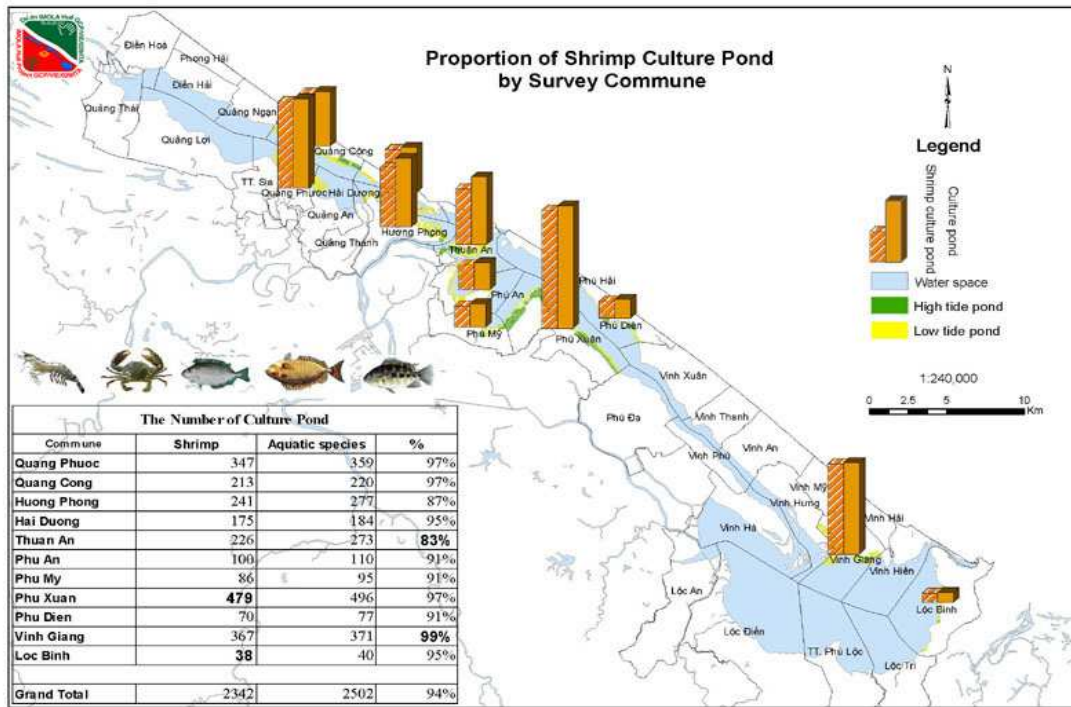 Proportion of Shrimp Culture Pond
by Survey Commune
N
Legend
Shrimp culture pond
Culture pond
Water space
High tide pond
Low tide pond
1:240,000
0 2.5 5 10
Km
Điền Hoà
Phong Hải
Điền Hải
Quảng Thái
Quảng Ngạn
Quảng Lợi
Quảng Công
TT. Sia
Quảng Phước
Hải Dương
Quảng An
Hương Phong
Quảng Thanh
Thuận An
Phú An
Phú Hải
Phú Mỹ
Phú Diên
Phú Xuân
Vinh Xuân
Phú Đa
Vinh Thanh
Vinh Phú
Vinh An
Vinh Mỹ
Vinh Hưng
Vinh Hải
Vinh Hà
Vinh Giang
Vinh Hiền
Lộc An
Lộc Bình
Lộc Điền
TT. Phú Lộc
Lộc Trì
The Number of Culture Pond
Commune Shrimp Aquatic species %
Quang Phuoc 347 359 97%
Quang Cong 213 220 97%
Huong Phong 241 277 87%
Hai Duong 175 184 95%
Thuan An 226 273 83%
Phu An 100 110 91%
Phu My 86 95 91%
Phu Xuan 479 496 97%
Phu Dien 70 77 91%
Vinh Giang 367 371 99%
Loc Binh 38 40 95%
Grand Total 2342 2502 94%